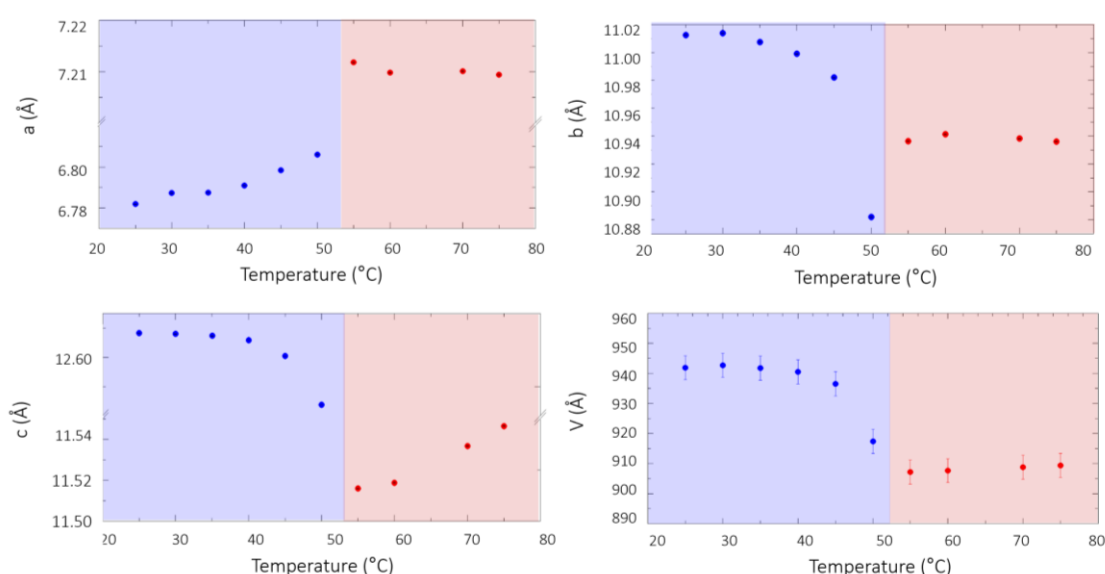 7.22
7.21
6.80
6.78
a (Å)
20 30 40 50 60 70 80
Temperature (°C)
11.02
11.00
10.98
10.96
10.94
10.92
10.90
10.88
b (Å)
20 30 40 50 60 70 80
Temperature (°C)
12.60
11.54
11.52
11.50
c (Å)
20 30 40 50 60 70 80
Temperature (°C)
960
950
940
930
920
910
900
890
V (Å)
20 30 40 50 60 70 80
Temperature (°C)